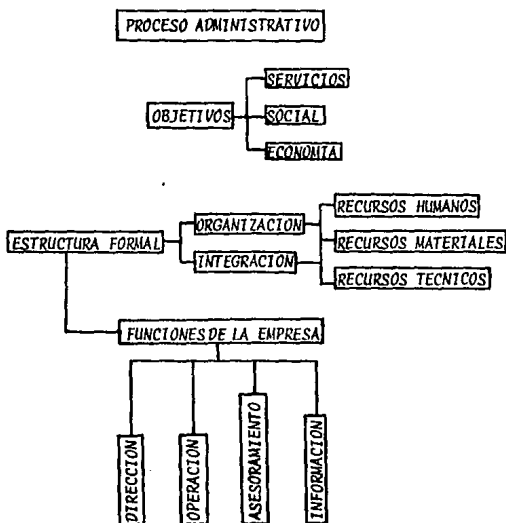 PROCESO ADMINISTRATIVO
SERVICIOS
OBJETIVOS
SOCIAL
ECONOMIA
RECURSOS HUMANOS
ORGANIZACION
ESTRUCTURA FORMAL
RECURSOS MATERIALES
INTEGRACION
RECURSOS TECNICOS
FUNCIONES DE LA EMPRESA
DIRECCION
OPERACION
ASESORAMIENTO
INFORMACION